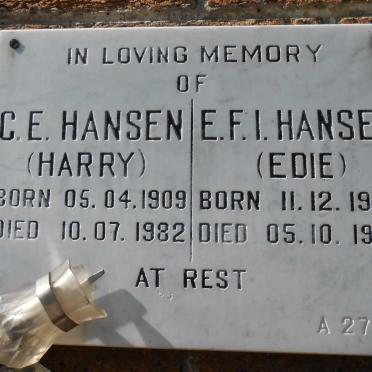 IN LOVING MEMORY
OF
C.E. HANSEN E.F.I. HANSE
(HARRY) (EDIE)
BORN 05.04.1909 BORN 11.12.19
DIED 10.07.1982 DIED 05.10.19
AT REST
A 27